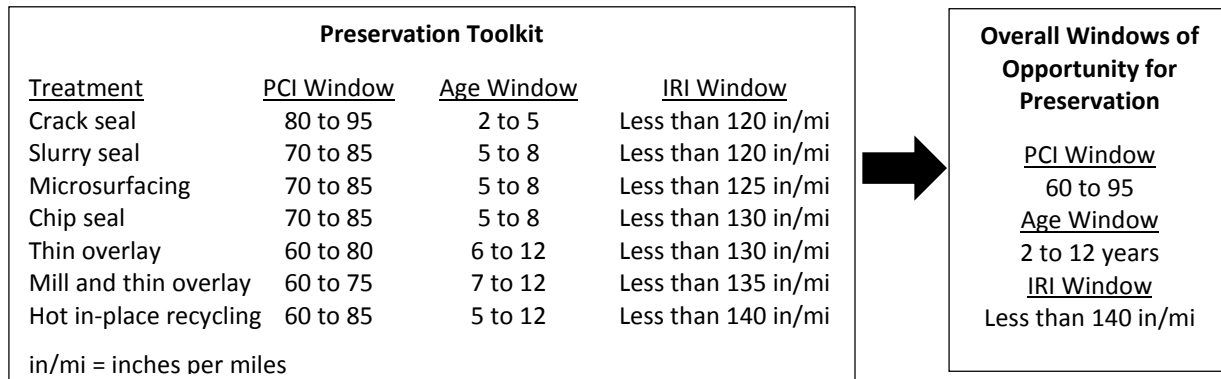 Preservation Toolkit
Treatment PCI Window Age Window IRI Window
Crack seal 80 to 95 2 to 5 Less than 120 in/mi
Slurry seal 70 to 85 5 to 8 Less than 120 in/mi
Microsurfacing 70 to 85 5 to 8 Less than 125 in/mi
Chip seal 70 to 85 5 to 8 Less than 130 in/mi
Thin overlay 60 to 80 6 to 12 Less than 130 in/mi
Mill and thin overlay 60 to 75 7 to 12 Less than 135 in/mi
Hot in-place recycling 60 to 85 5 to 12 Less than 140 in/mi
in/mi = inches per miles
Overall Windows of
Opportunity for
Preservation
PCI Window
60 to 95
Age Window
2 to 12 years
IRI Window
Less than 140 in/mi